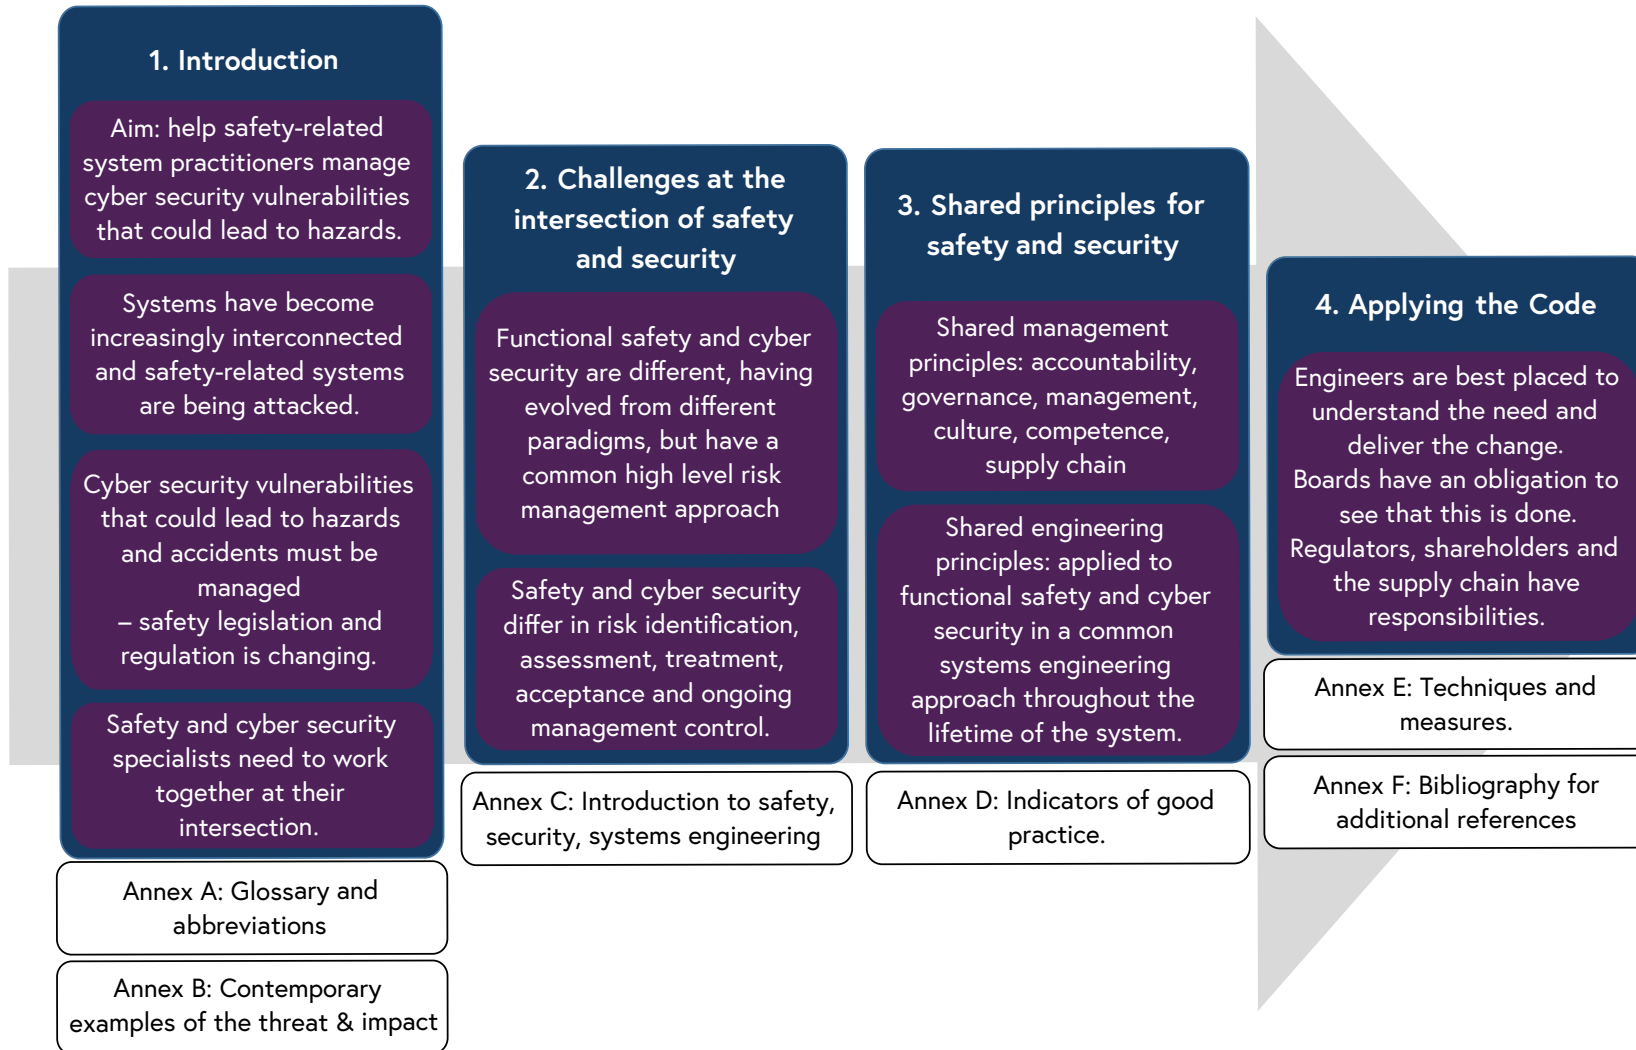 1. Introduction
Aim: help safety-related
system practitioners manage
cyber security vulnerabilities
that could lead to hazards.
Systems have become
increasingly interconnected
and safety-related systems
are being attacked.
Cyber security vulnerabilities
that could lead to hazards
and accidents must be
managed
– safety legislation and
regulation is changing.
Safety and cyber security
specialists need to work
together at their
intersection.
Annex A: Glossary and
abbreviations
Annex B: Contemporary
examples of the threat & impact
2. Challenges at the
intersection of safety
and security
Functional safety and cyber
security are different, having
evolved from different
paradigms, but have a
common high level risk
management approach
Safety and cyber security
differ in risk identification,
assessment, treatment,
acceptance and ongoing
management control.
Annex C: Introduction to safety,
security, systems engineering
3. Shared principles for
safety and security
Shared management
principles: accountability,
governance, management,
culture, competence,
supply chain
Shared engineering
principles: applied to
functional safety and cyber
security in a common
systems engineering
approach throughout the
lifetime of the system.
Annex D: Indicators of good
practice.
4. Applying the Code
Engineers are best placed to
understand the need and
deliver the change.
Boards have an obligation to
see that this is done.
Regulators, shareholders and
the supply chain have
responsibilities.
Annex E: Techniques and
measures.
Annex F: Bibliography for
additional references